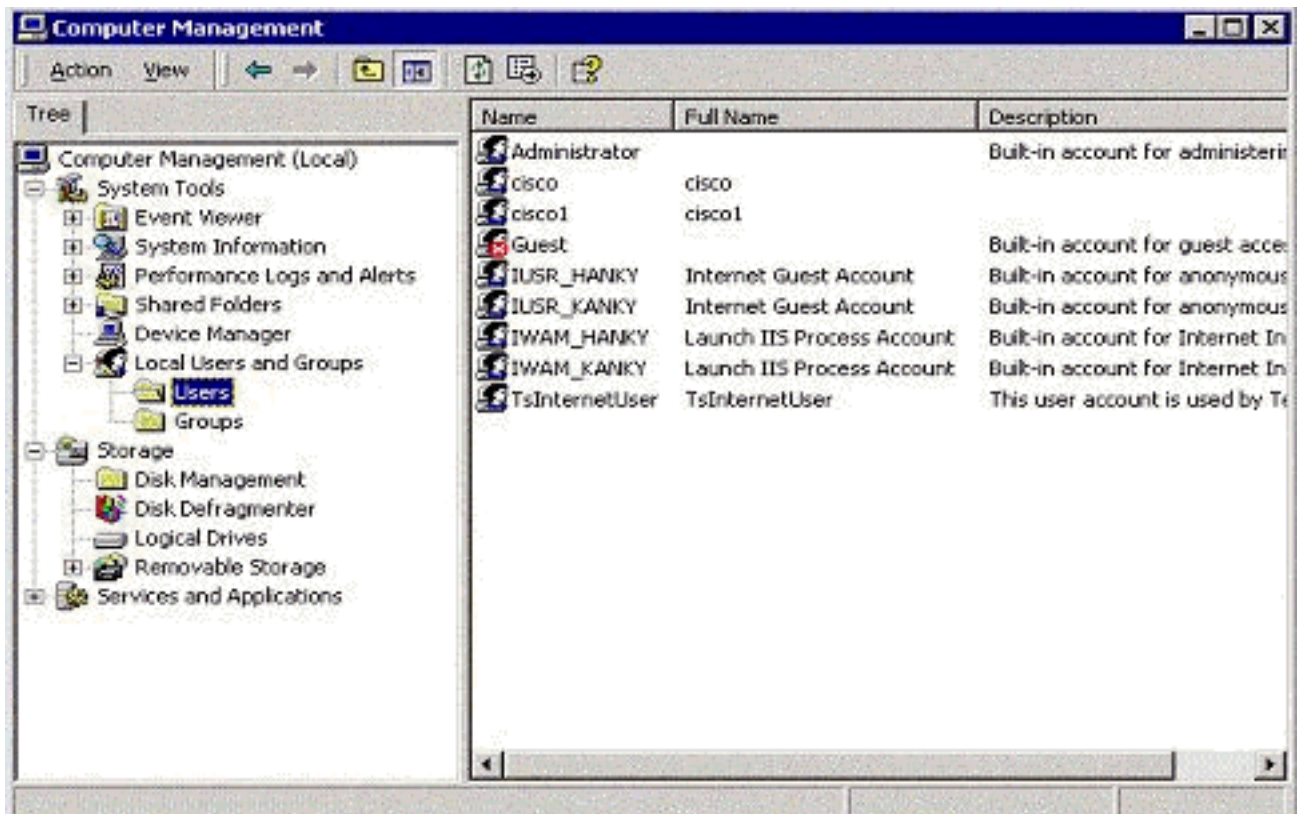 Computer Management
Action View
Tree
Computer Management (Local)
System Tools
Event Viewer
System Information
Performance Logs and Alerts
Shared Folders
Device Manager
Local Users and Groups
Users
Groups
Storage
Disk Management
Disk Defragmenter
Logical Drives
Removable Storage
Services and Applications
Name Full Name Description
Administrator Built-in account for administerin
cisco cisco
cisco1 cisco1
Guest Built-in account for guest acces
IUSR_HANKY Internet Guest Account Built-in account for anonymous
IUSR_KANKY Internet Guest Account Built-in account for anonymous
IWAM_HANKY Launch IIS Process Account Built-in account for Internet In
IWAM_KANKY Launch IIS Process Account Built-in account for Internet In
TsInternetUser TsInternetUser This user account is used by Te